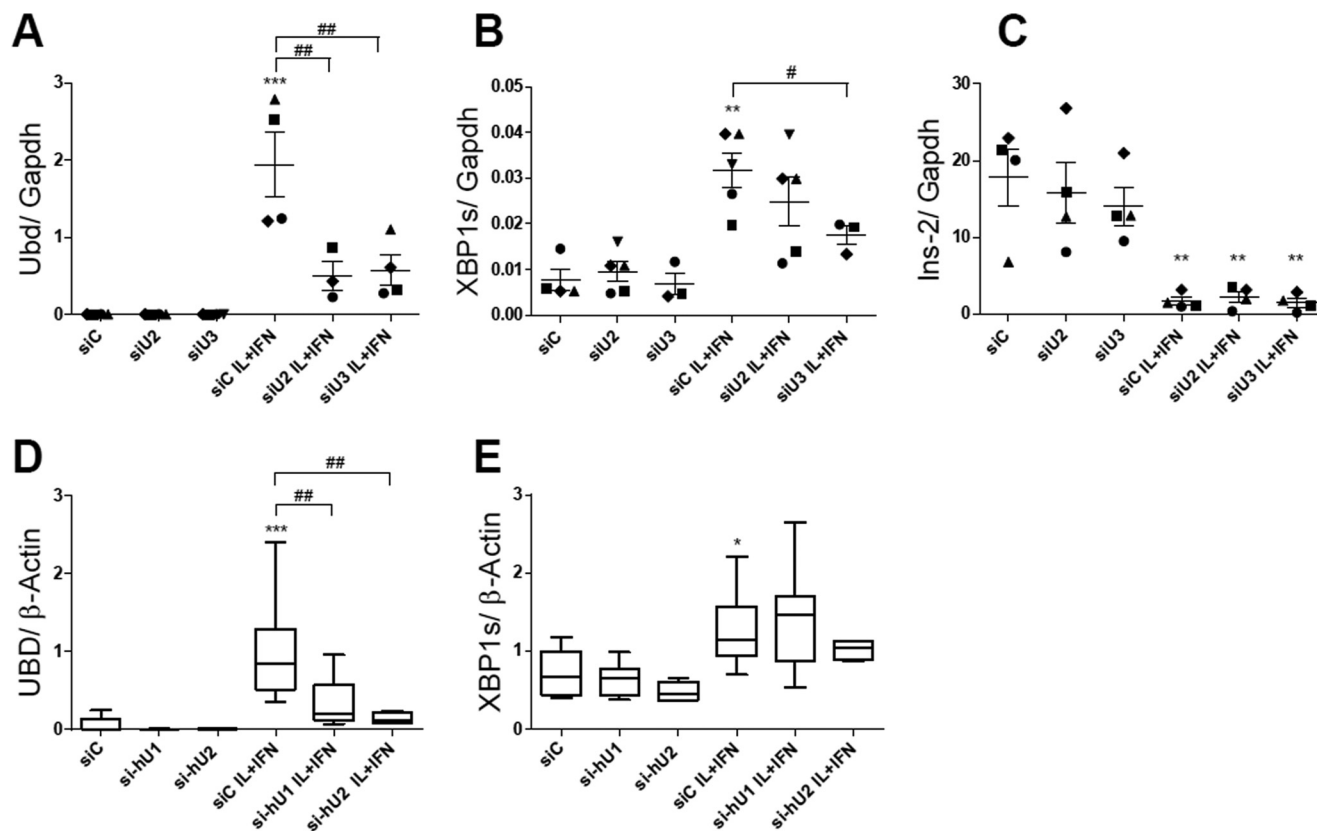 A
##
##
***
3
2
1
0
Ubd/ Gapdh
siC
siU2
siU3
siC IL+IFN
siU2 IL+IFN
siU3 IL+IFN
B
#
**
0.05
0.04
0.03
0.02
0.01
0.00
XBP1s/ Gapdh
siC
siU2
siU3
siC IL+IFN
siU2 IL+IFN
siU3 IL+IFN
C
30
20
10
0
Ins-2/ Gapdh
**
**
**
siC
siU2
siU3
siC IL+IFN
siU2 IL+IFN
siU3 IL+IFN
D
##
##
***
3
2
1
0
UBD/ β-Actin
siC
si-hU1
si-hU2
siC IL+IFN
si-hU1 IL+IFN
si-hU2 IL+IFN
E
*
3
2
1
0
XBP1s/ β-Actin
siC
si-hU1
si-hU2
siC IL+IFN
si-hU1 IL+IFN
si-hU2 IL+IFN